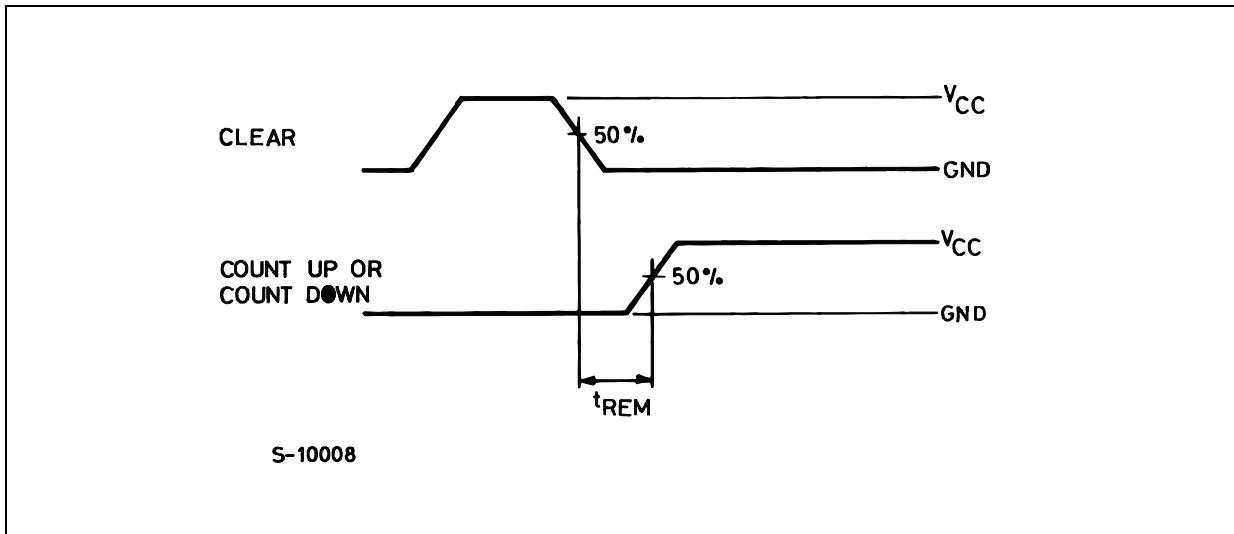 VCC
CLEAR
50%
GND
VCC
COUNT UP OR
COUNT DOWN
50%
GND
tREM
S-10008